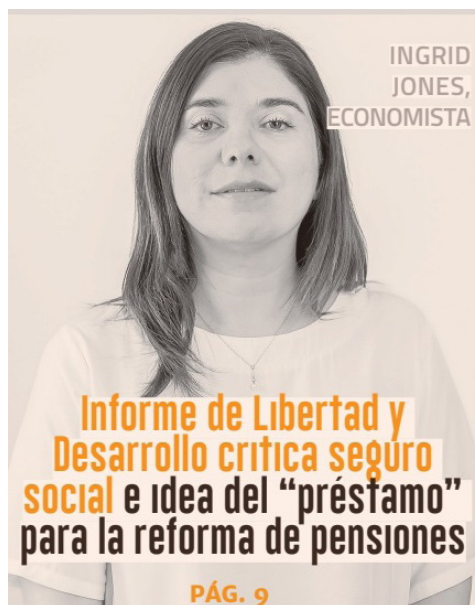 INGRID
JONES,
ECONOMISTA
Informe de Libertad y
Desarrollo critica seguro
social e idea del “préstamo”
para la reforma de pensiones
PÁG. 9